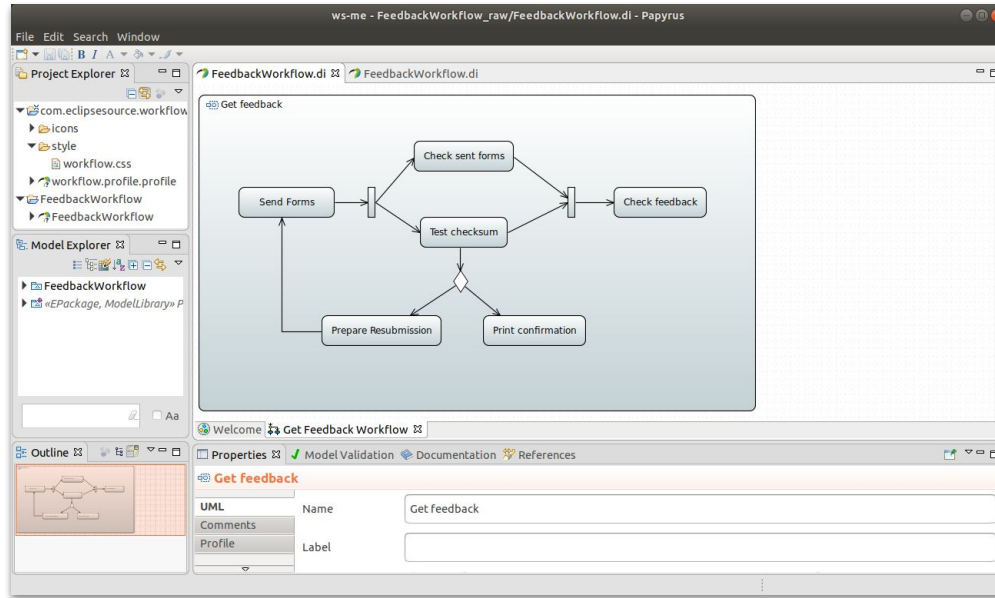 ws-me - FeedbackWorkflow_raw/FeedbackWorkflow.di - Papyrus
File Edit Search Window
B I A
Project Explorer
com.eclipsesource.workflow
icons
style
workflow.css
workflow.profile.profile
FeedbackWorkflow
FeedbackWorkflow
Model Explorer
FeedbackWorkflow
«EPackage, ModelLibrary» P
Aa
Outline
FeedbackWorkflow.di FeedbackWorkflow.di
Get feedback
Check sent forms
Send Forms
Check feedback
Test checksum
Prepare Resubmission
Print confirmation
Welcome Get Feedback Workflow
Properties Model Validation Documentation References
Get feedback
UML
Comments
Profile
Name Get feedback
Label